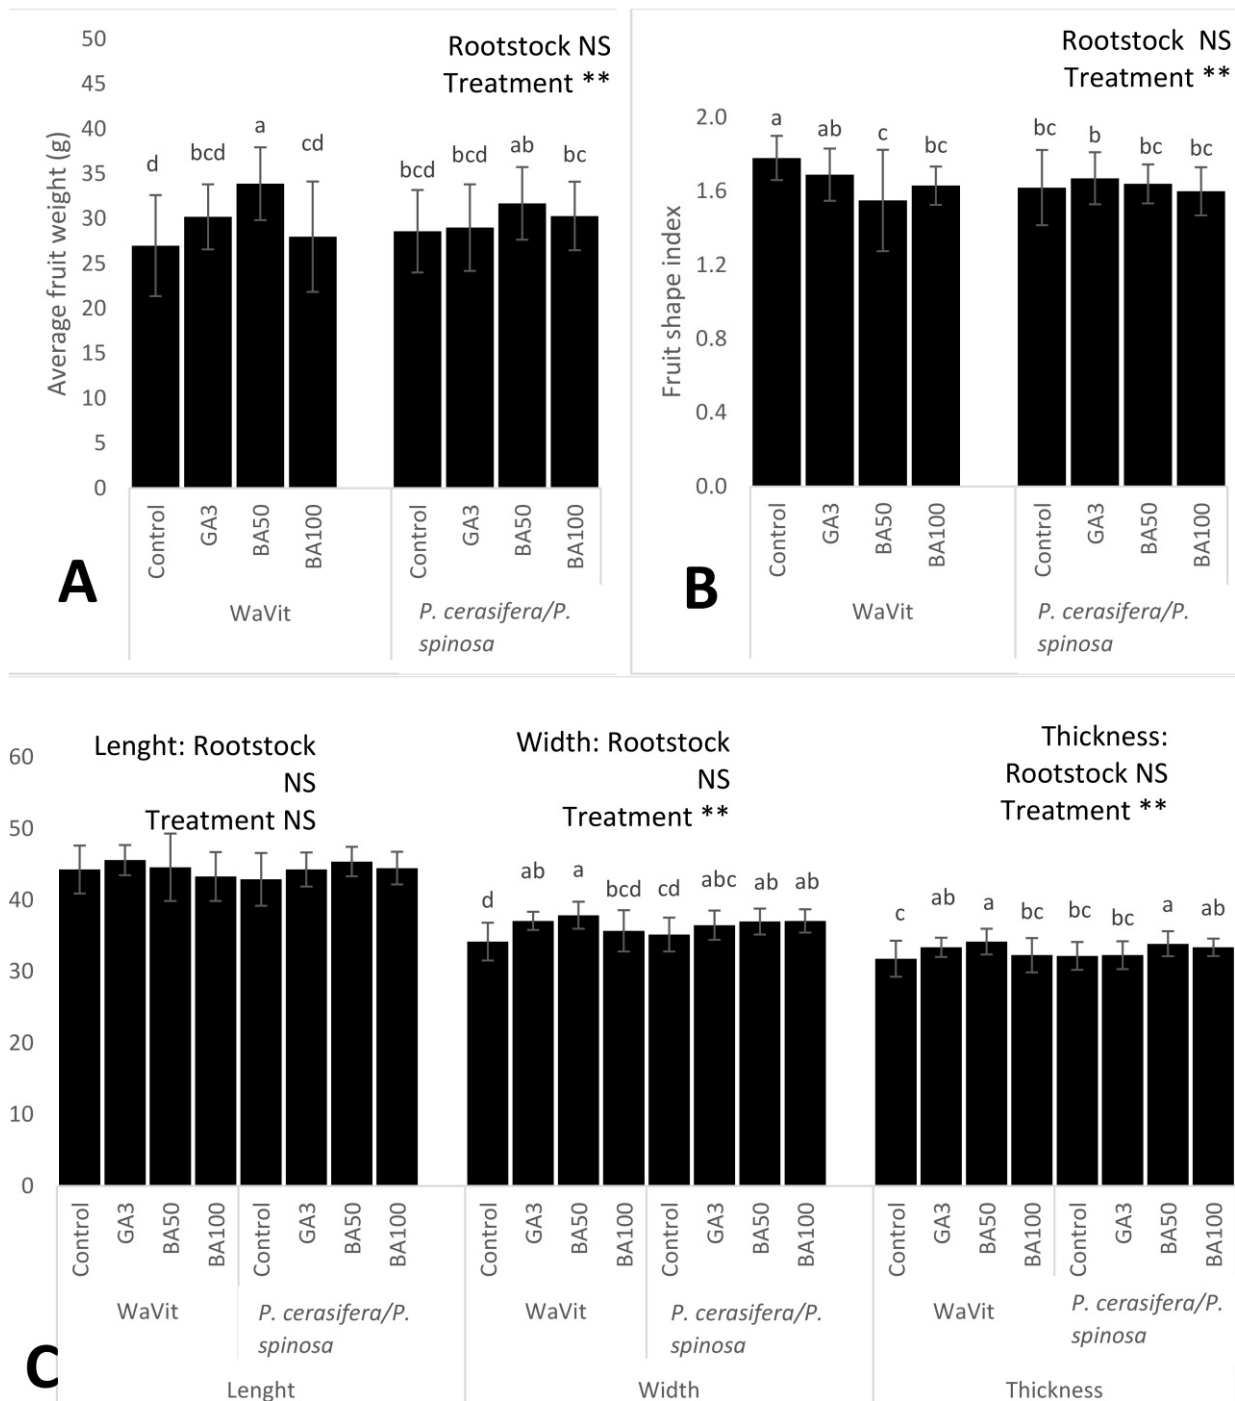 50
45
40
35
30
25
20
15
10
5
0
Average fruit weight (g)
Rootstock NS
Treatment **
d
bcd
a
cd
bcd
bcd
ab
bc
Control
GA3
BA50
BA100
Control
GA3
BA50
BA100
WaVit
P. cerasifera/P.
spinosa
A
Rootstock NS
Treatment **
2.0
1.6
1.2
0.8
0.4
0.0
Fruit shape index
a
ab
c
bc
bc
b
bc
bc
Control
GA3
BA50
BA100
Control
GA3
BA50
BA100
WaVit
P. cerasifera/P.
spinosa
B
60
50
40
30
20
10
0
Lenght: Rootstock
NS
Treatment NS
Width: Rootstock
NS
Treatment **
Thickness:
Rootstock NS
Treatment **
d
ab
a
bcd
cd
abc
ab
ab
c
ab
a
bc
bc
bc
a
ab
Control
GA3
BA50
BA100
Control
GA3
BA50
BA100
Control
GA3
BA50
BA100
Control
GA3
BA50
BA100
Control
GA3
BA50
BA100
Control
GA3
BA50
BA100
WaVit
P. cerasifera/P.
spinosa
WaVit
P. cerasifera/P.
spinosa
WaVit
P. cerasifera/P.
spinosa
C
Lenght
Width
Thickness